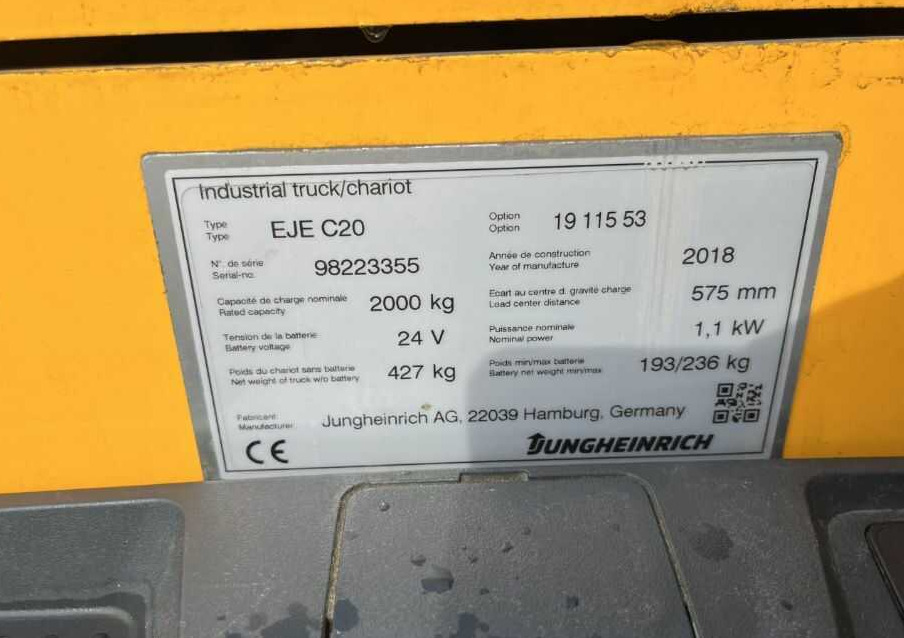 Industrial truck/chariot
Type
Type
EJE C20
Option
Option
19 115 53
N°. de série
Serial-no.
98223355
Année de construction
Year of manufacture
2018
Capacité de charge nominale
Rated capacity
2000 kg
Ecart au centre d. gravité charge
Load center distance
575 mm
Tension de la batterie
Battery voltage
24 V
Puissance nominale
Nominal power
1,1 kW
Poids du chariot sans batterie
Net weight of truck w/o battery
427 kg
Poids min/max batterie
Battery net weight min/max
193/236 kg
Fabricant
Manufacturer
Jungheinrich AG, 22039 Hamburg, Germany
CE
JUNGHEINRICH